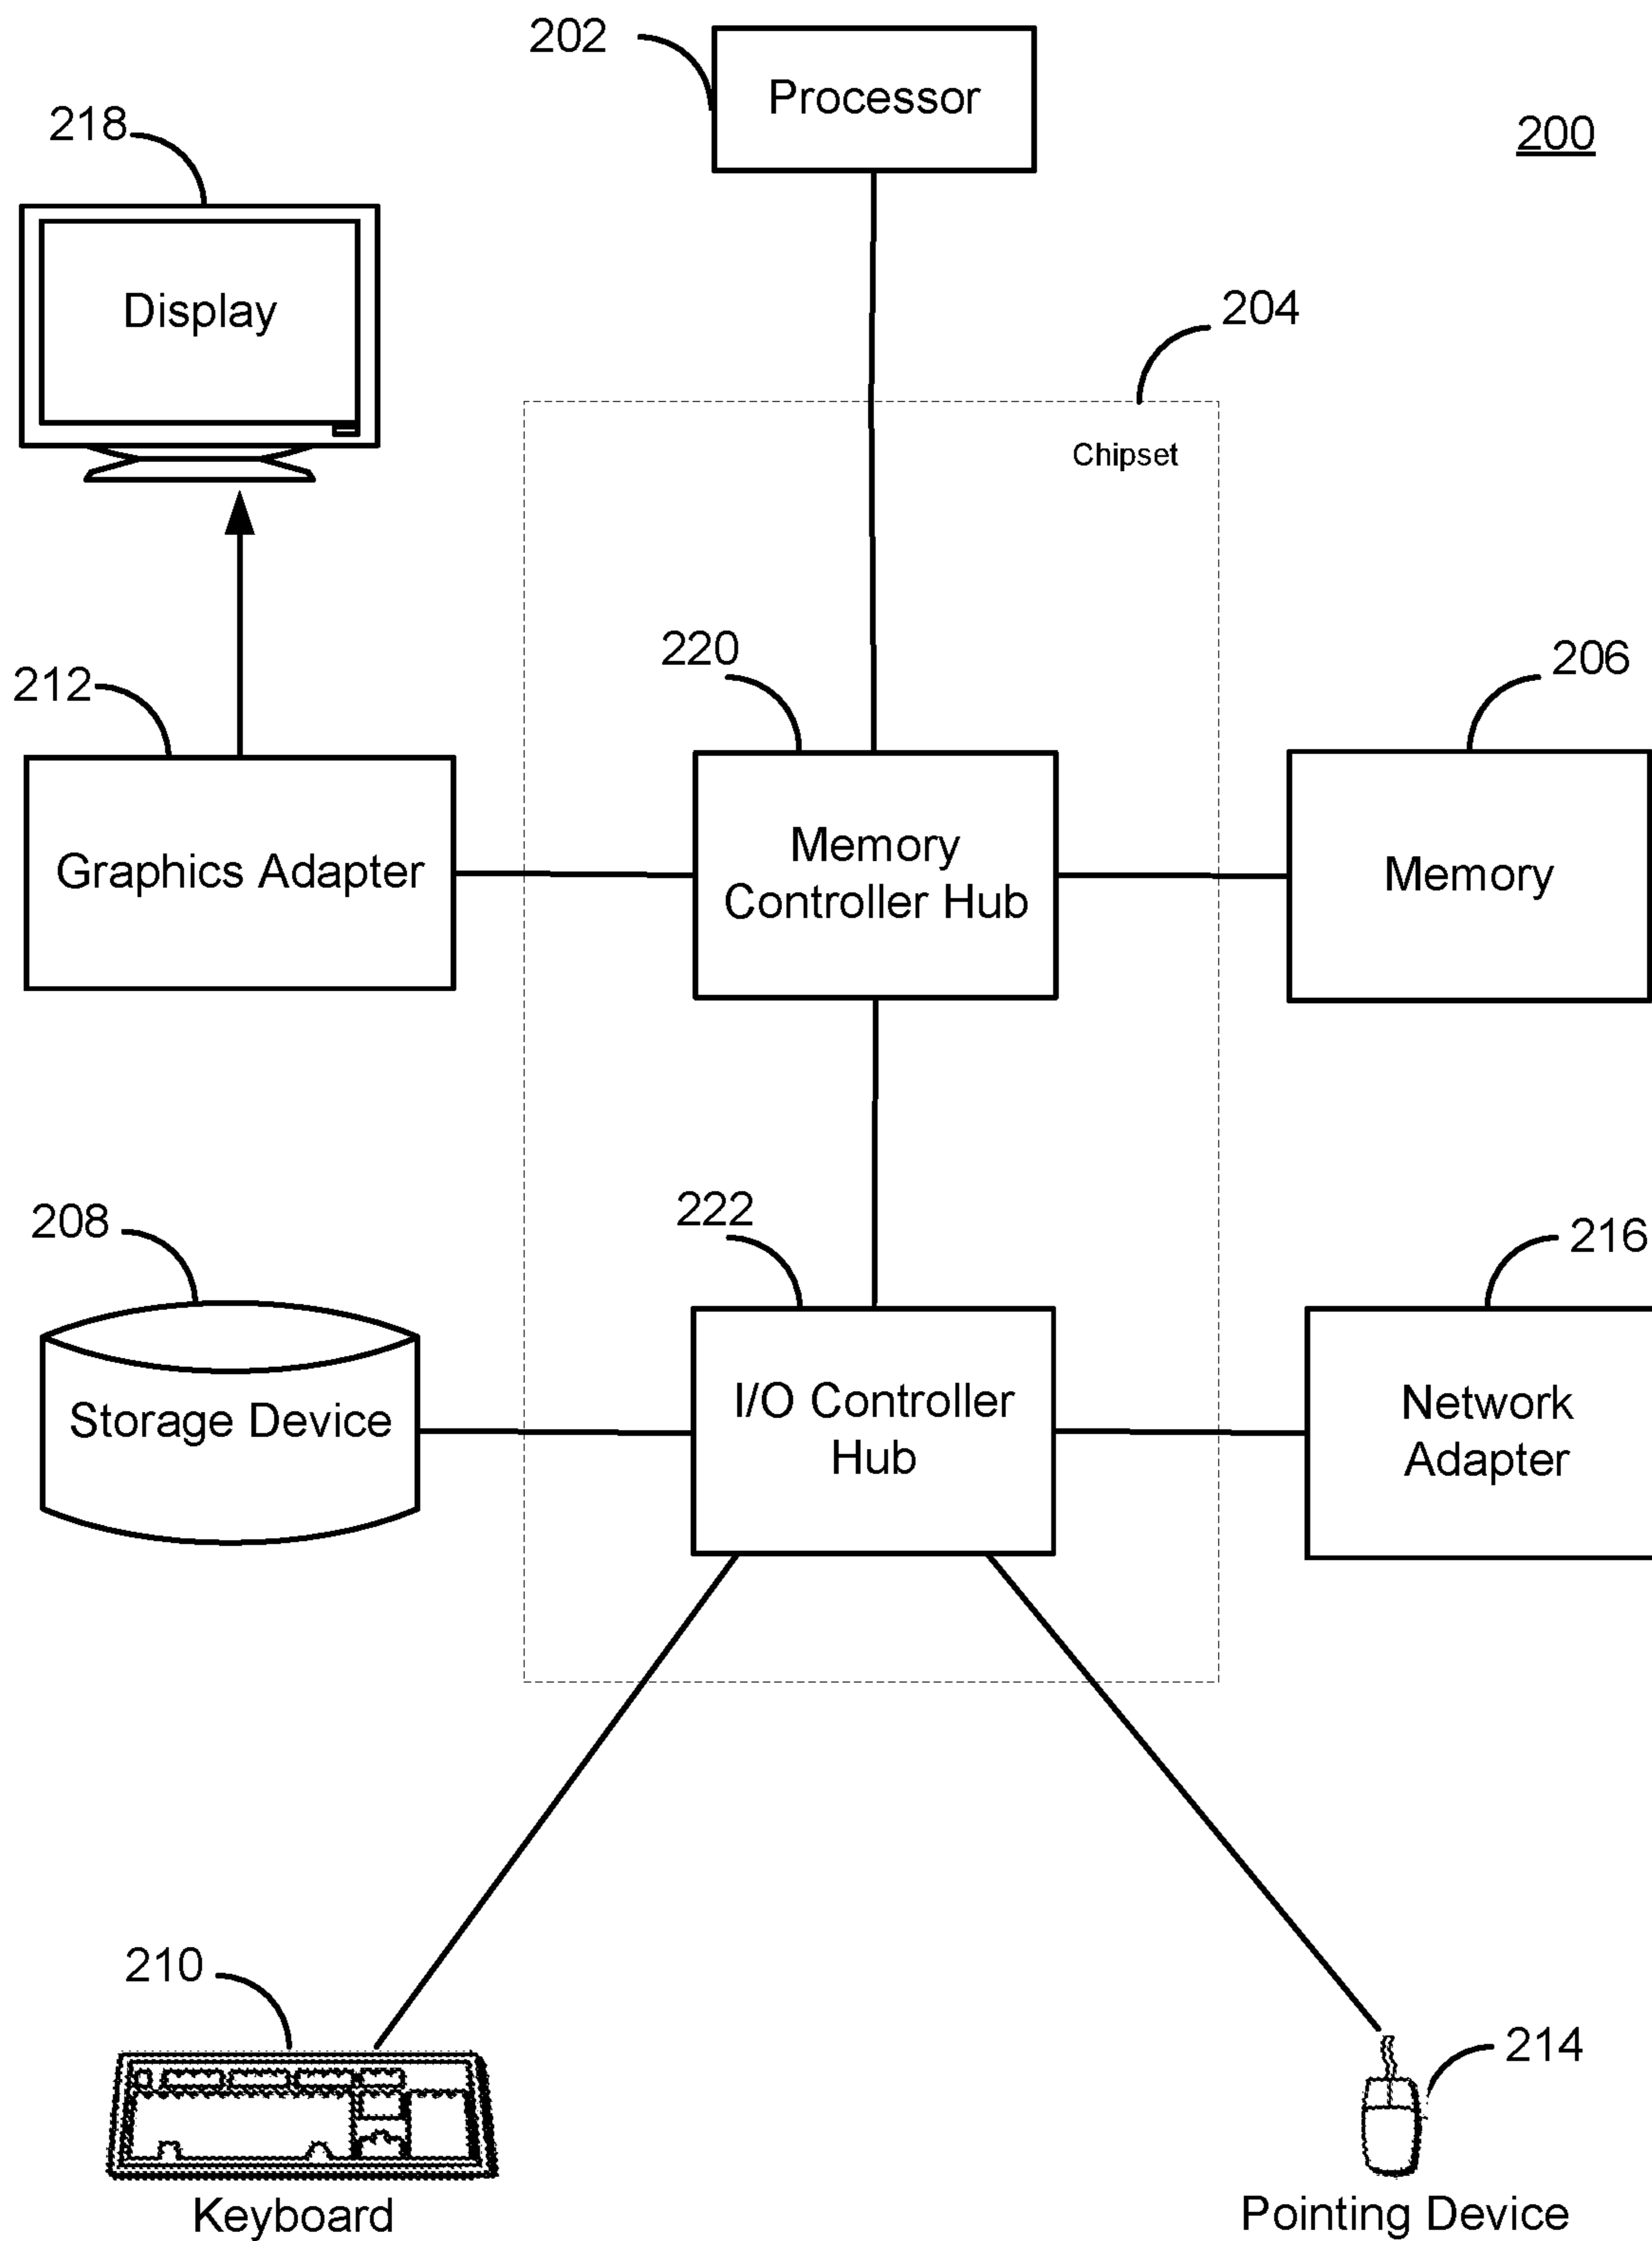 202
Processor
200
218
Display
204
Chipset
212
220
206
Graphics Adapter
Memory
Controller Hub
Memory
208
222
216
Storage Device
I/O Controller
Hub
Network
Adapter
210
214
Keyboard
Pointing Device